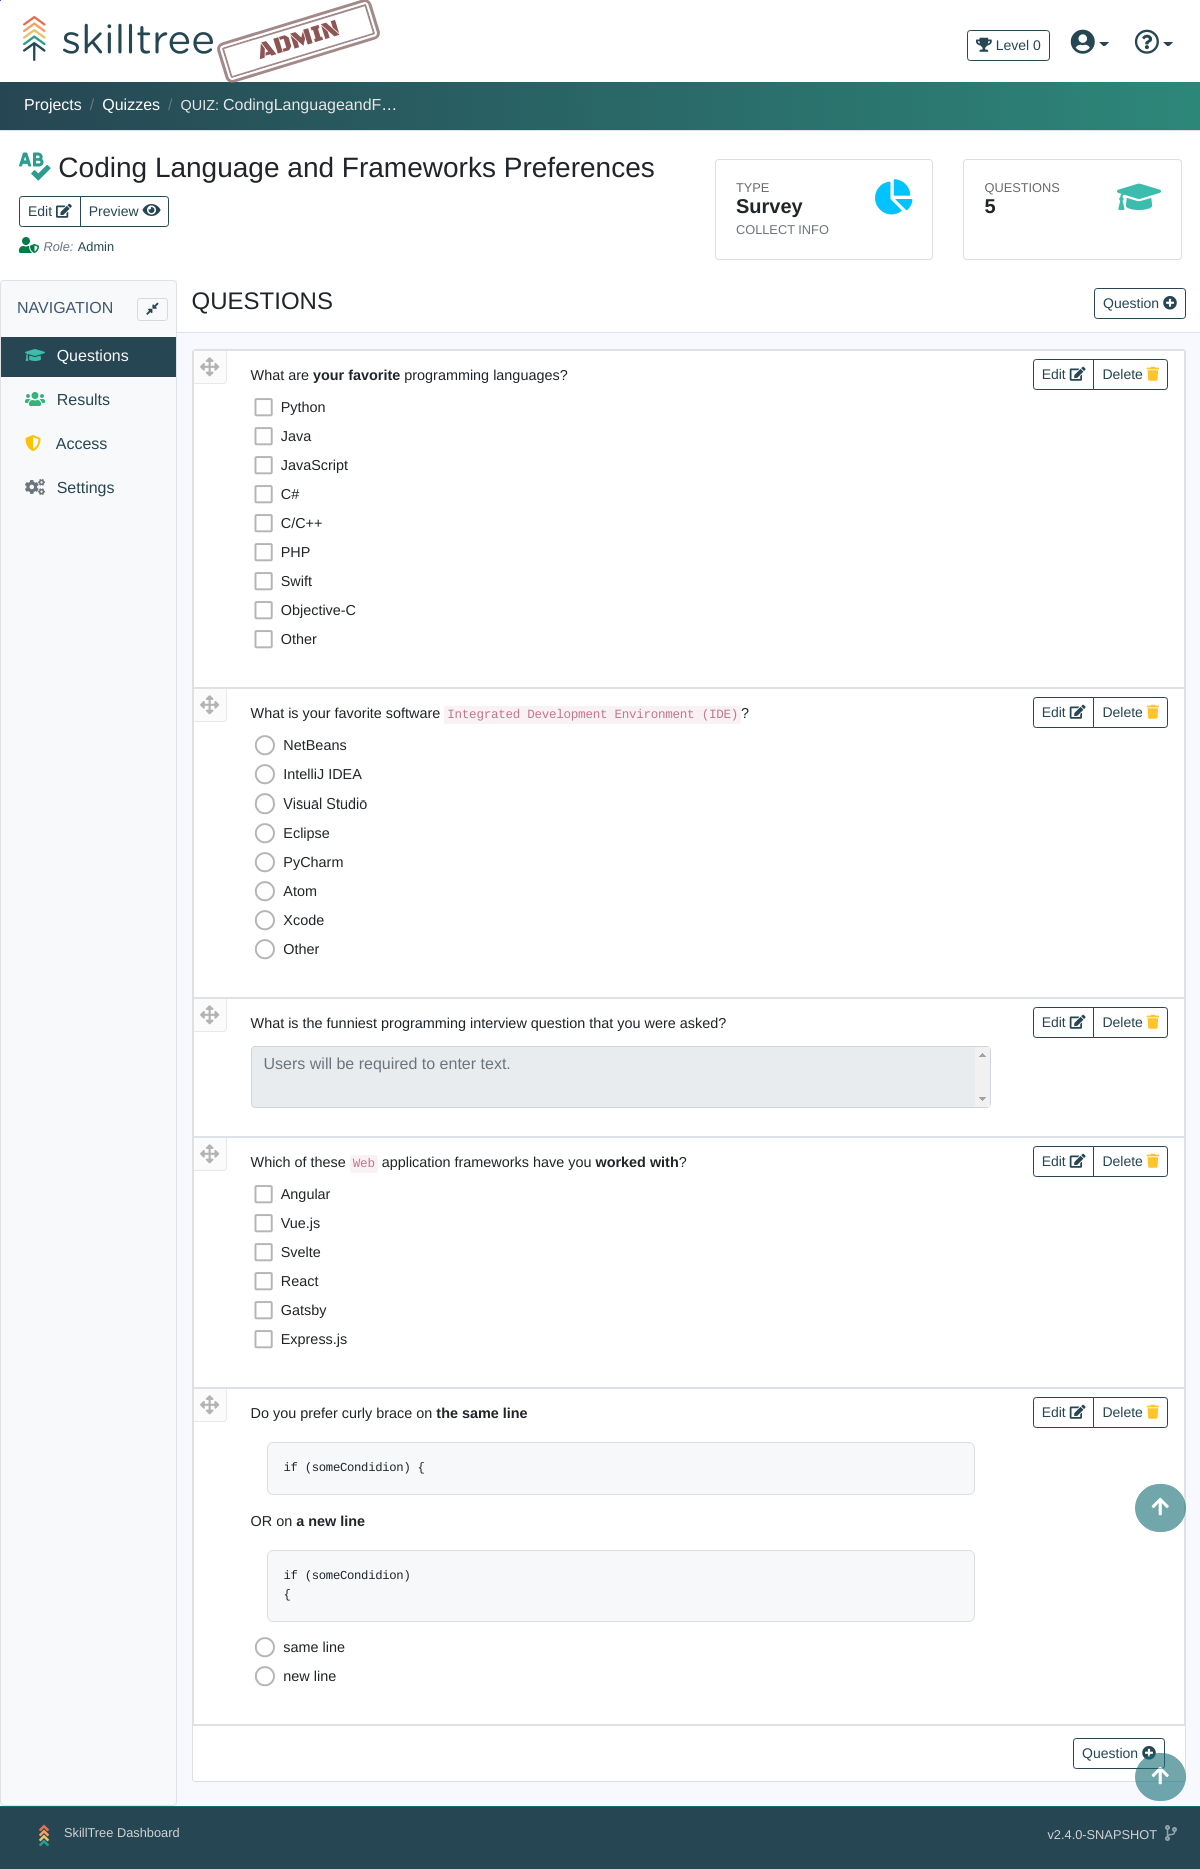 skilltree
ADMIN
Level 0
Projects / Quizzes / QUIZ: CodingLanguageandF…
Coding Language and Frameworks Preferences
Edit
Preview
Role: Admin
TYPE
Survey
COLLECT INFO
QUESTIONS
5
NAVIGATION
Questions
Results
Access
Settings
QUESTIONS
Question
What are your favorite programming languages?
Edit
Delete
Python
Java
JavaScript
C#
C/C++
PHP
Swift
Objective-C
Other
What is your favorite software Integrated Development Environment (IDE)?
Edit
Delete
NetBeans
IntelliJ IDEA
Visual Studio
Eclipse
PyCharm
Atom
Xcode
Other
What is the funniest programming interview question that you were asked?
Edit
Delete
Users will be required to enter text.
Which of these Web application frameworks have you worked with?
Edit
Delete
Angular
Vue.js
Svelte
React
Gatsby
Express.js
Do you prefer curly brace on the same line
Edit
Delete
if (someCondidion) {
OR on a new line
if (someCondidion)
{
same line
new line
Question
SkillTree Dashboard
v2.4.0-SNAPSHOT